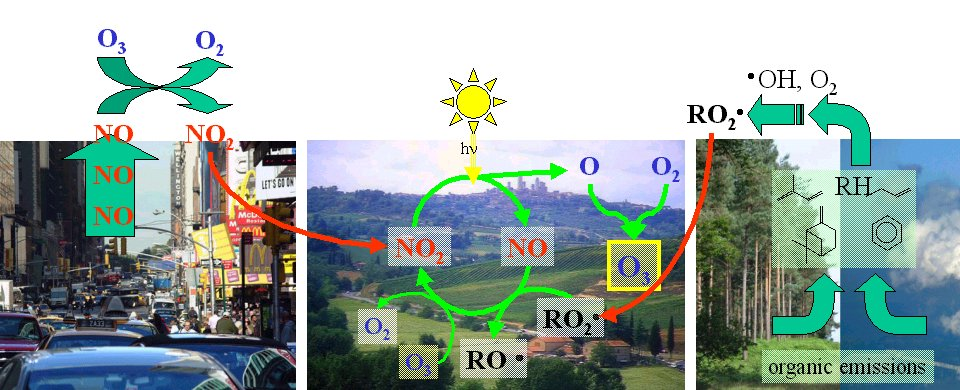 O₃
O₂
NO
NO
NO
NO₂
LET'S GO ON
McDo
hν
O
O₂
NO₂
NO
O₃
RO₂•
O₂
O₃
RO •
•OH, O₂
RO₂•
RH
organic emissions